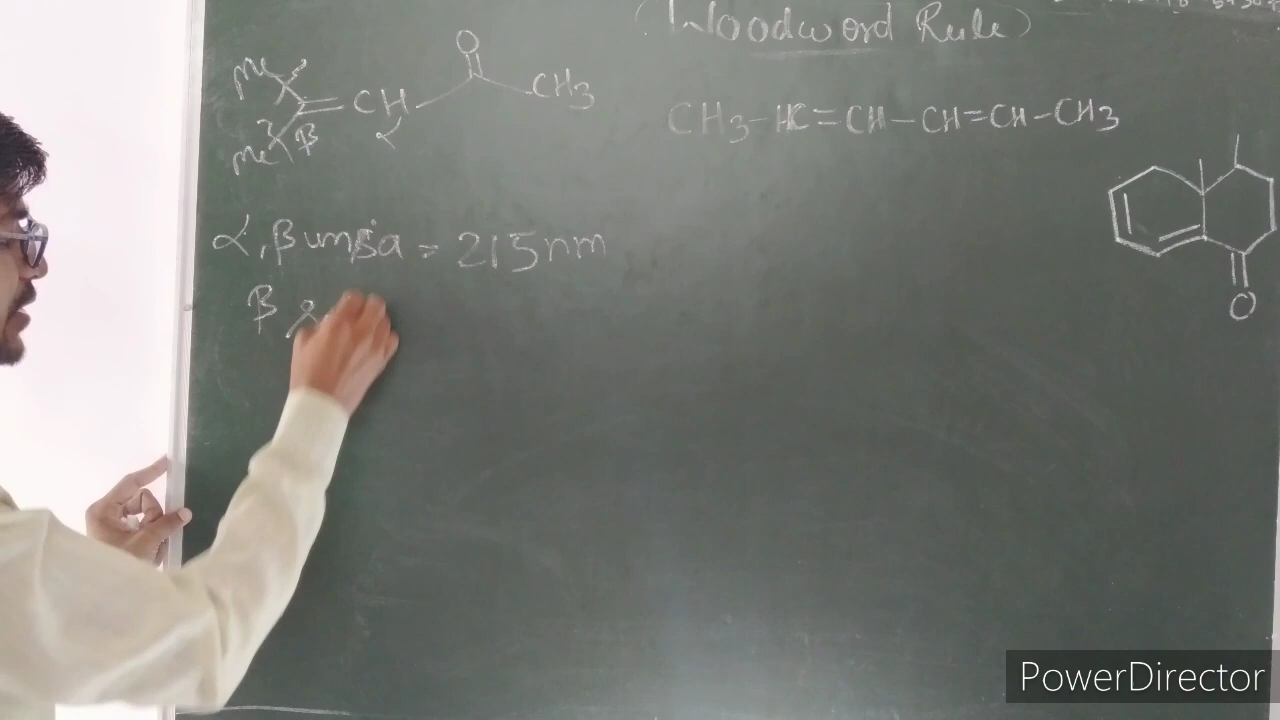 (Woodword Rule)
Me
O
CH
CH3
Me
β
α
CH3-HC=CH-CH=CH-CH3
α,β unsa = 215nm
β
O
PowerDirector